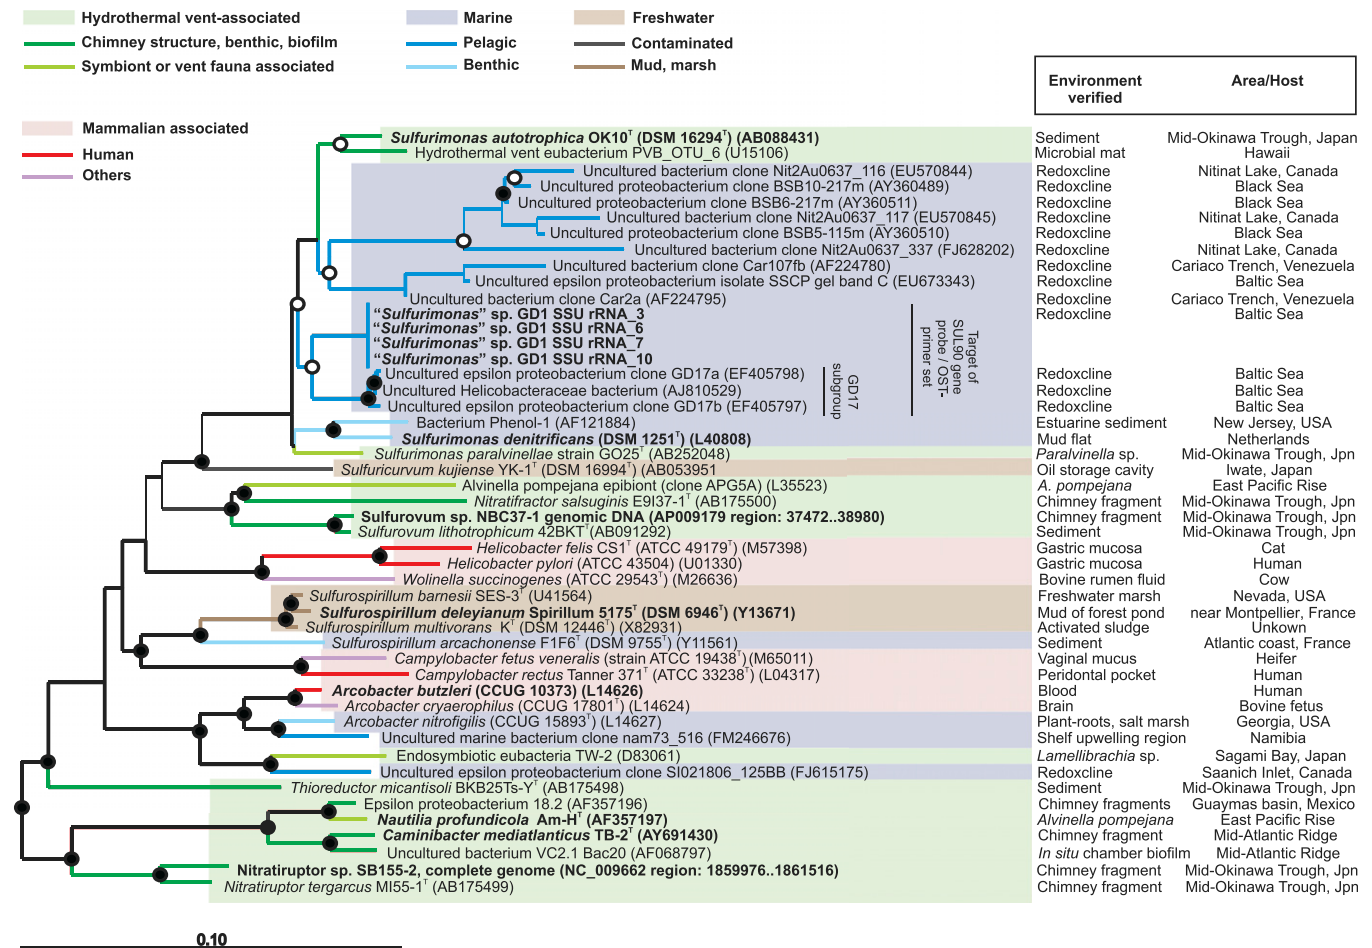 Hydrothermal vent-associated
Chimney structure, benthic, biofilm
Symbiont or vent fauna associated
Marine
Pelagic
Benthic
Freshwater
Contaminated
Mud, marsh
Mammalian associated
Human
Others
Environment verified Area/Host
Sulfurimonas autotrophica OK10T (DSM 16294T) (AB088431) Sediment Mid-Okinawa Trough, Japan
Hydrothermal vent eubacterium PVB_OTU_6 (U15106) Microbial mat Hawaii
Uncultured bacterium clone Nit2Au0637_116 (EU570844) Redoxcline Nitinat Lake, Canada
Uncultured proteobacterium clone BSB10-217m (AY360489) Redoxcline Black Sea
Uncultured proteobacterium clone BSB6-217m (AY360511) Redoxcline Black Sea
Uncultured bacterium clone Nit2Au0637_117 (EU570845) Redoxcline Nitinat Lake, Canada
Uncultured proteobacterium clone BSB5-115m (AY360510) Redoxcline Black Sea
Uncultured bacterium clone Nit2Au0637_337 (FJ628202) Redoxcline Nitinat Lake, Canada
Uncultured bacterium clone Car107fb (AF224780) Redoxcline Cariaco Trench, Venezuela
Uncultured epsilon proteobacterium isolate SSCP gel band C (EU673343) Redoxcline Baltic Sea
Uncultured bacterium clone Car2a (AF224795) Redoxcline Cariaco Trench, Venezuela
“Sulfurimonas” sp. GD1 SSU rRNA_3 Redoxcline Baltic Sea
“Sulfurimonas” sp. GD1 SSU rRNA_6
“Sulfurimonas” sp. GD1 SSU rRNA_7
“Sulfurimonas” sp. GD1 SSU rRNA_10
Target of SUL90 gene probe / OST-primer set
Uncultured epsilon proteobacterium clone GD17a (EF405798) Redoxcline Baltic Sea
Uncultured Helicobacteraceae bacterium (AJ810529) Redoxcline Baltic Sea
Uncultured epsilon proteobacterium clone GD17b (EF405797) Redoxcline Baltic Sea
GD17 subgroup
Bacterium Phenol-1 (AF121884) Estuarine sediment New Jersey, USA
Sulfurimonas denitrificans (DSM 1251T) (L40808) Mud flat Netherlands
Sulfurimonas paralvinellae strain GO25T (AB252048) Paralvinella sp. Mid-Okinawa Trough, Jpn
Sulfuricurvum kujiense YK-1T (DSM 16994T) (AB053951 Oil storage cavity Iwate, Japan
Alvinella pompejana epibiont (clone APG5A) (L35523) A. pompejana East Pacific Rise
Nitratifractor salsuginis E9I37-1T (AB175500) Chimney fragment Mid-Okinawa Trough, Jpn
Sulfurovum sp. NBC37-1 genomic DNA (AP009179 region: 37472..38980) Chimney fragment Mid-Okinawa Trough, Jpn
Sulfurovum lithotrophicum 42BKTT (AB091292) Sediment Mid-Okinawa Trough, Jpn
Helicobacter felis CS1T (ATCC 49179T) (M57398) Gastric mucosa Cat
Helicobacter pylori (ATCC 43504) (U01330) Gastric mucosa Human
Wolinella succinogenes (ATCC 29543T) (M26636) Bovine rumen fluid Cow
Sulfurospirillum barnesii SES-3T (U41564) Freshwater marsh Nevada, USA
Sulfurospirillum deleyianum Spirillum 5175T (DSM 6946T) (Y13671) Mud of forest pond near Montpellier, France
Sulfurospirillum multivorans KT (DSM 12446T) (X82931) Activated sludge Unkown
Sulfurospirillum arcachonense F1F6T (DSM 9755T) (Y11561) Sediment Atlantic coast, France
Campylobacter fetus veneralis (strain ATCC 19438T) (M65011) Vaginal mucus Heifer
Campylobacter rectus Tanner 371T (ATCC 33238T) (L04317) Peridontal pocket Human
Arcobacter butzleri (CCUG 10373) (L14626) Blood Human
Arcobacter cryaerophilus (CCUG 17801T) (L14624) Brain Bovine fetus
Arcobacter nitrofigilis (CCUG 15893T) (L14627) Plant-roots, salt marsh Georgia, USA
Uncultured marine bacterium clone nam73_516 (FM246676) Shelf upwelling region Namibia
Endosymbiotic eubacteria TW-2 (D83061) Lamellibrachia sp. Sagami Bay, Japan
Uncultured epsilon proteobacterium clone SI021806_125BB (FJ615175) Redoxcline Saanich Inlet, Canada
Thioreductor micantisoli BKB25Ts-YT (AB175498) Sediment Mid-Okinawa Trough, Jpn
Epsilon proteobacterium 18.2 (AF357196) Chimney fragments Guaymas basin, Mexico
Nautilia profundicola Am-HT (AF357197) Alvinella pompejana East Pacific Rise
Caminibacter mediatlanticus TB-2T (AY691430) Chimney fragment Mid-Atlantic Ridge
Uncultured bacterium VC2.1 Bac20 (AF068797) In situ chamber biofilm Mid-Atlantic Ridge
Nitratiruptor sp. SB155-2, complete genome (NC_009662 region: 1859976..1861516) Chimney fragment Mid-Okinawa Trough, Jpn
Nitratiruptor tergarcus MI55-1T (AB175499) Chimney fragment Mid-Okinawa Trough, Jpn
0.10